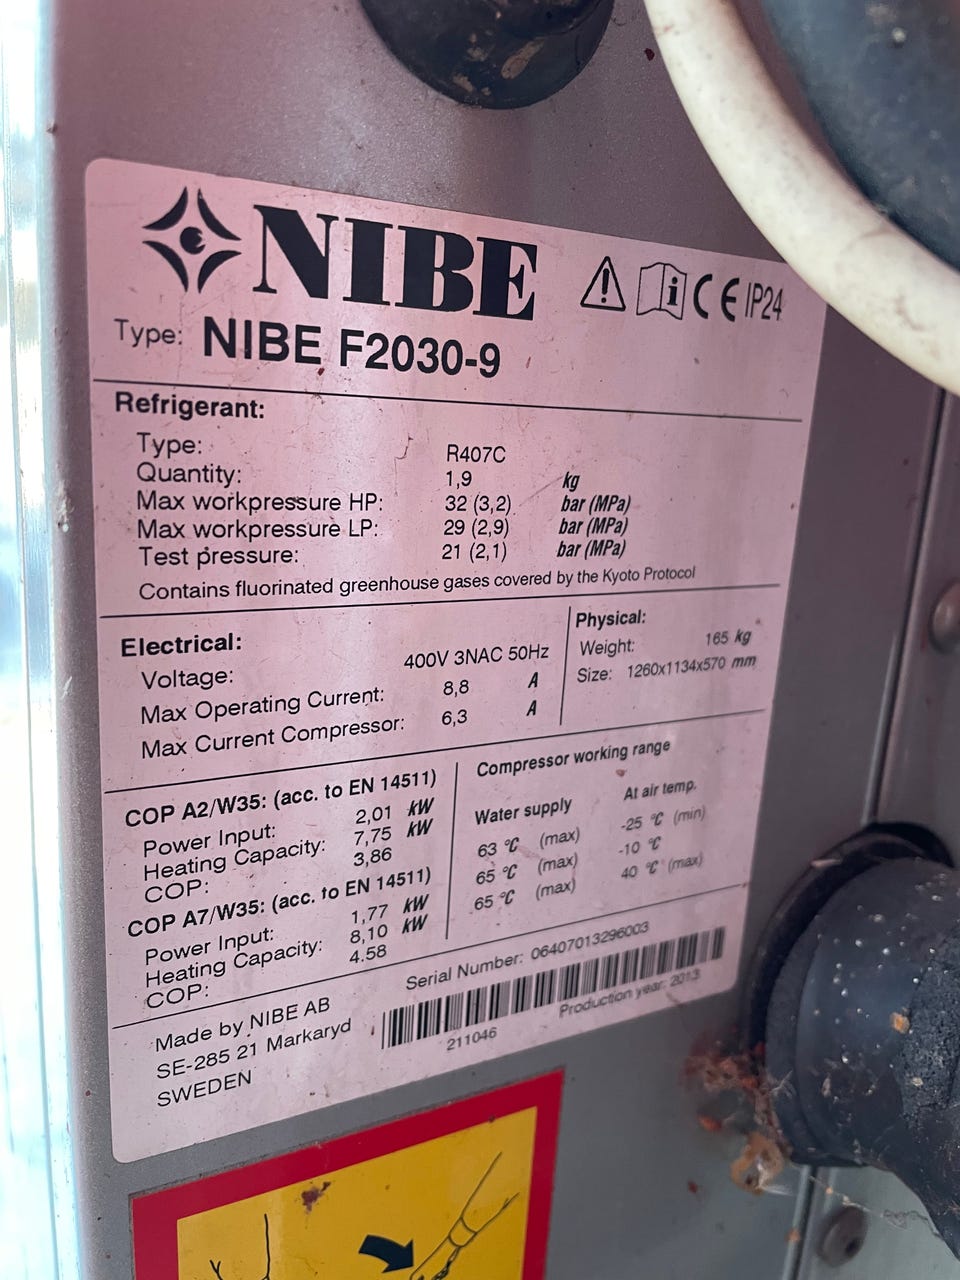 NIBE
CE IP24
Type: NIBE F2030-9
Refrigerant:
Type: R407C
Quantity: 1,9 kg
Max workpressure HP: 32 (3,2) bar (MPa)
Max workpressure LP: 29 (2,9) bar (MPa)
Test pressure: 21 (2,1) bar (MPa)
Contains fluorinated greenhouse gases covered by the Kyoto Protocol
Electrical:
Voltage: 400V 3NAC 50Hz
Max Operating Current: 8,8 A
Max Current Compressor: 6,3 A
Physical:
Weight: 165 kg
Size: 1260x1134x570 mm
COP A2/W35: (acc. to EN 14511)
Power Input: 2,01 kW
Heating Capacity: 7,75 kW
COP: 3,86
COP A7/W35: (acc. to EN 14511)
Power Input: 1,77 kW
Heating Capacity: 8,10 kW
COP: 4.58
Compressor working range
Water supply At air temp.
63 °C (max) -25 °C (min)
65 °C (max) -10 °C
65 °C (max) 40 °C (max)
Made by NIBE AB
SE-285 21 Markaryd
SWEDEN
Serial Number: 06407013296003
211046 Production year: 2013